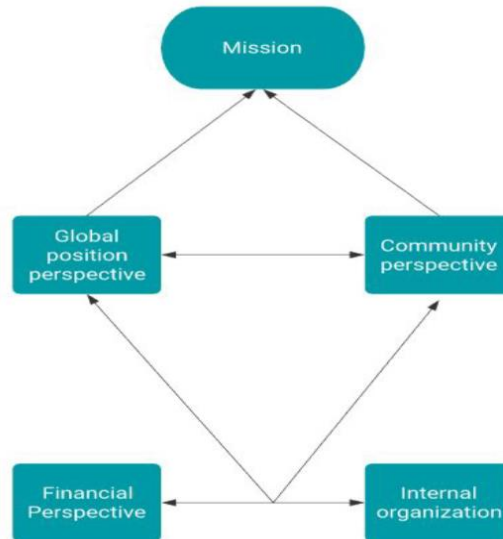 Mission
Global
position
perspective
Community
perspective
Financial
Perspective
Internal
organization